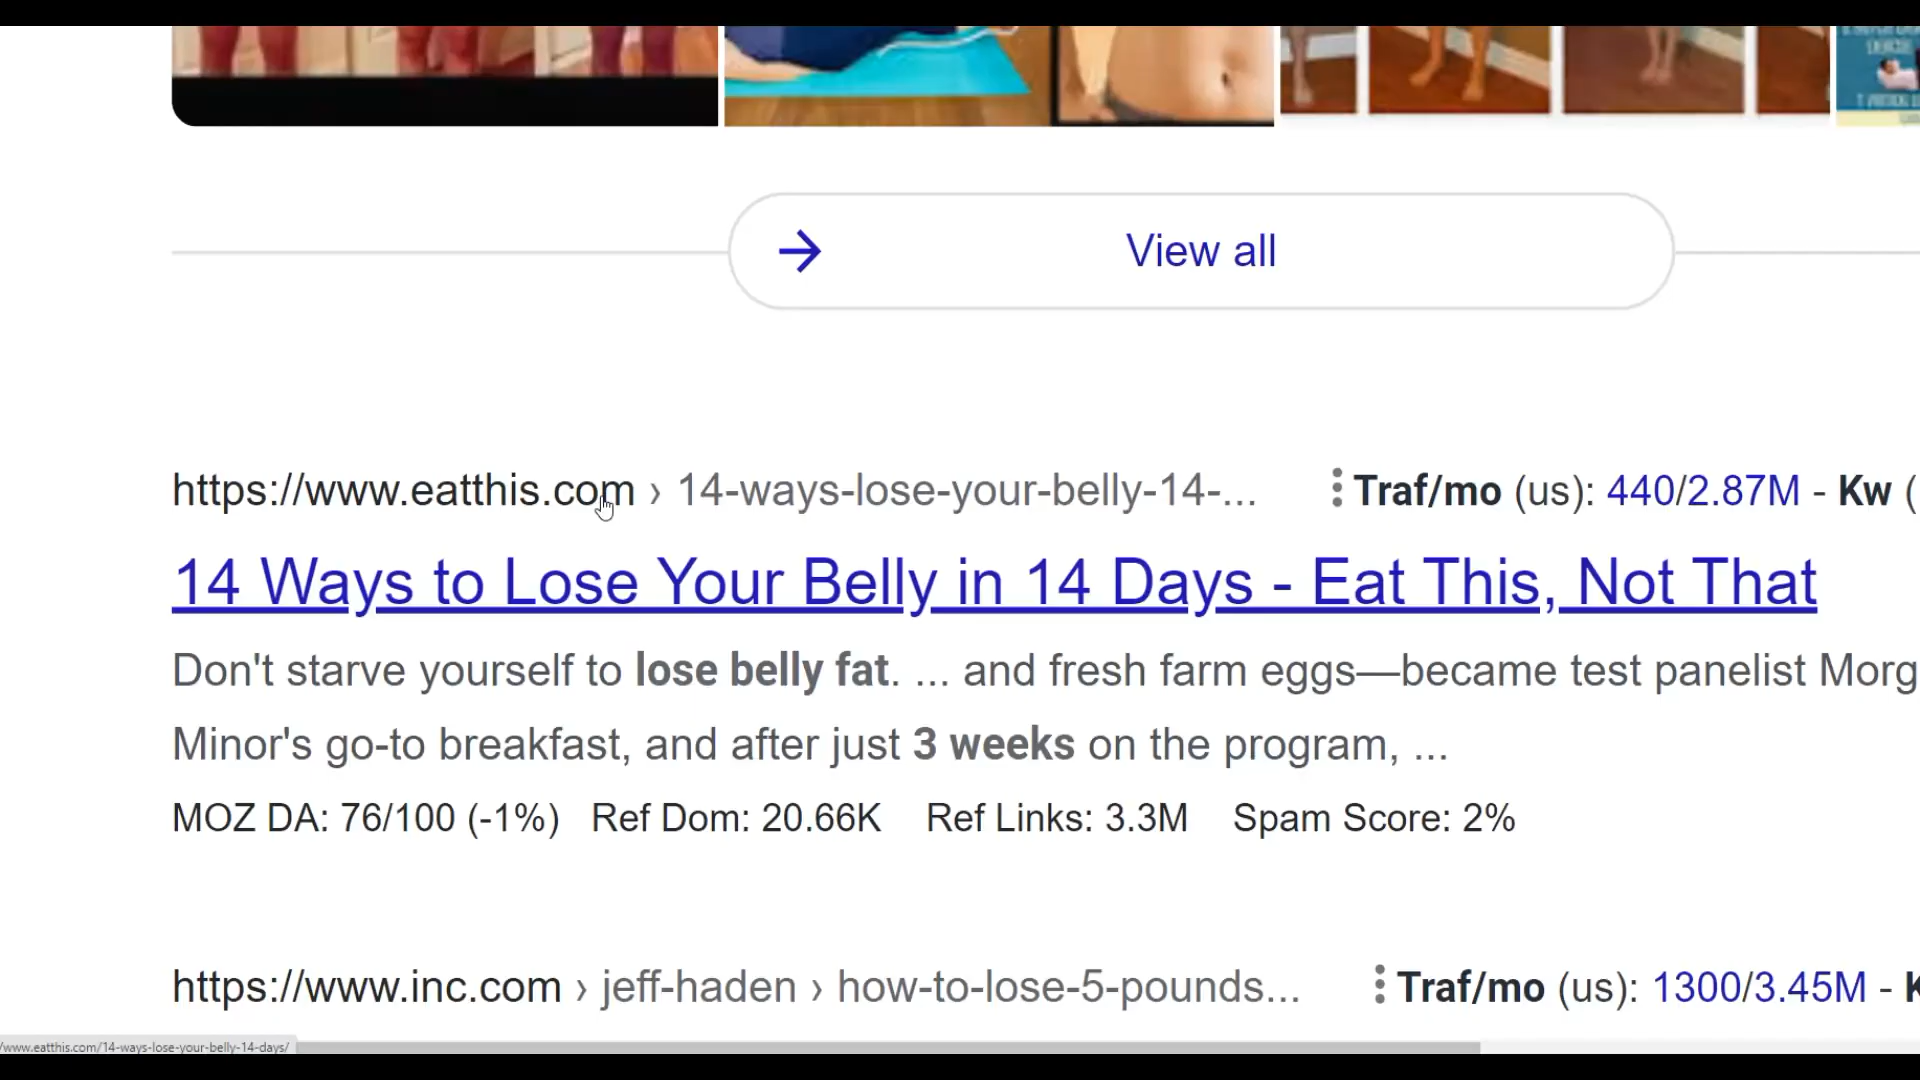 View all
https://www.eatthis.com › 14-ways-lose-your-belly-14-... Traf/mo (us): 440/2.87M - Kw (
14 Ways to Lose Your Belly in 14 Days - Eat This, Not That
Don't starve yourself to lose belly fat. ... and fresh farm eggs—became test panelist Morg
Minor's go-to breakfast, and after just 3 weeks on the program, ...
MOZ DA: 76/100 (-1%) Ref Dom: 20.66K Ref Links: 3.3M Spam Score: 2%
https://www.inc.com › jeff-haden › how-to-lose-5-pounds... Traf/mo (us): 1300/3.45M - K
/www.eatthis.com/14-ways-lose-your-belly-14-days/